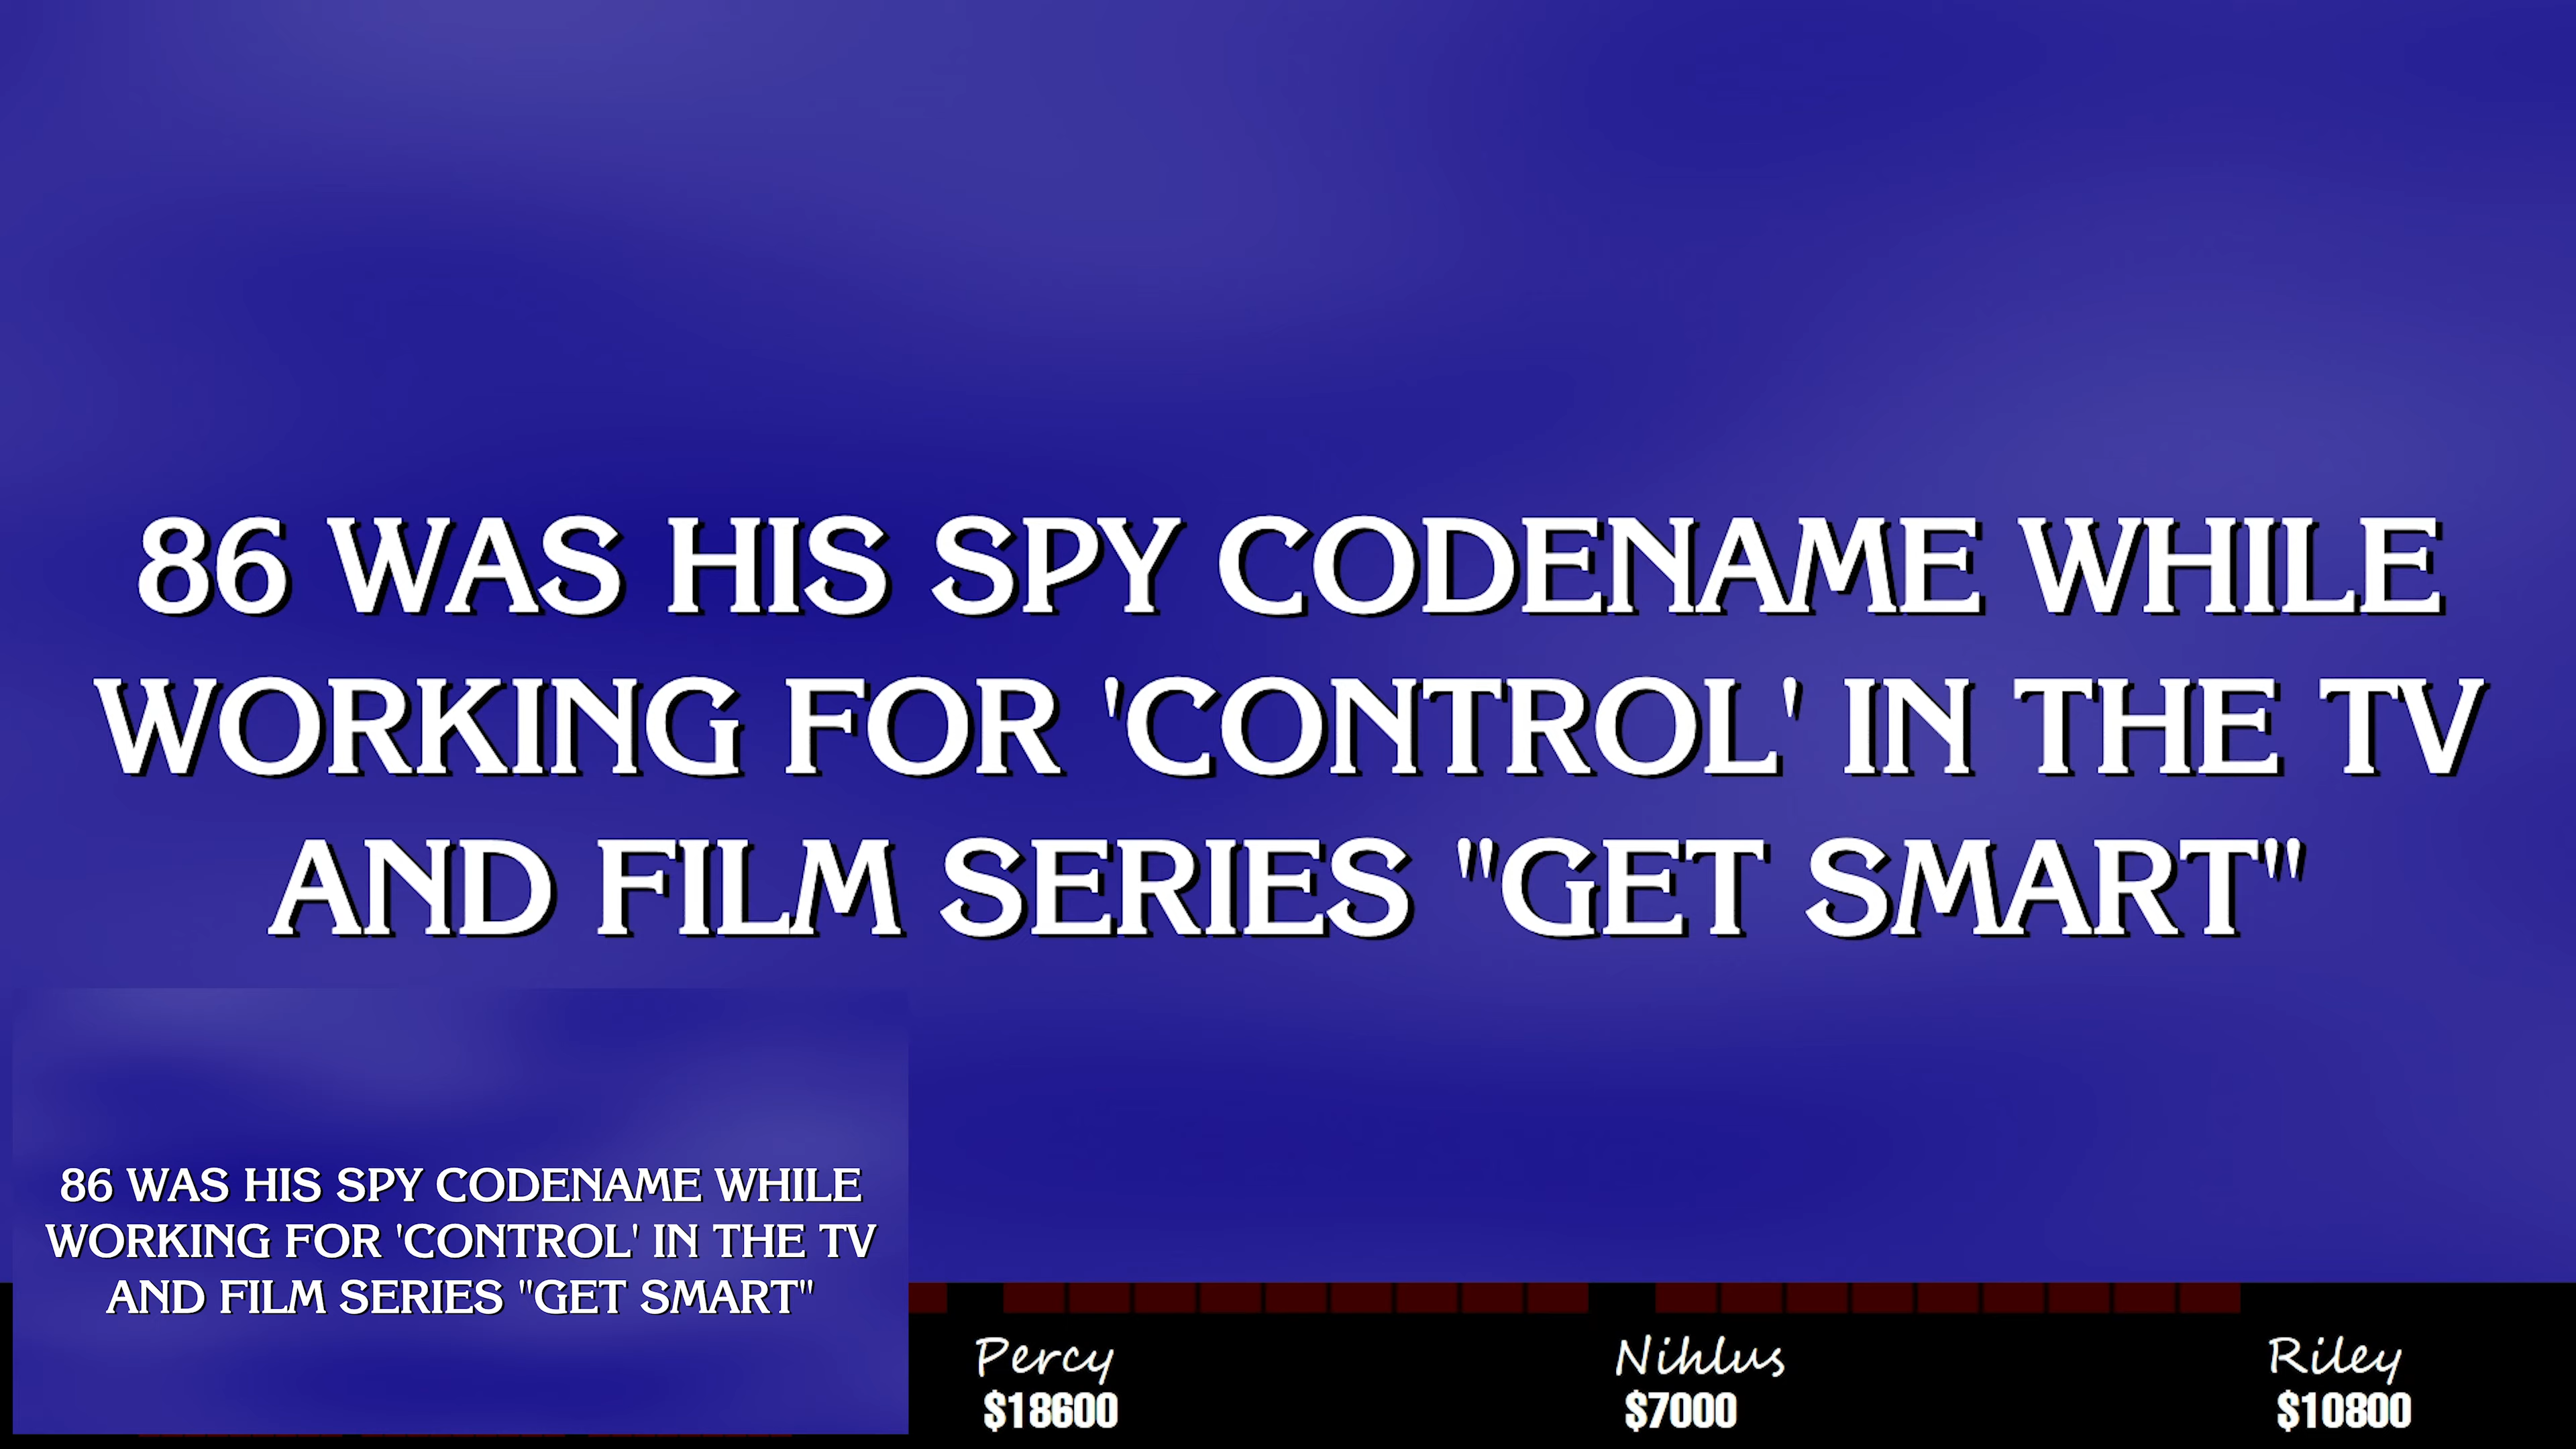 86 WAS HIS SPY CODENAME WHILE
WORKING FOR 'CONTROL' IN THE TV
AND FILM SERIES "GET SMART"
86 WAS HIS SPY CODENAME WHILE
WORKING FOR 'CONTROL' IN THE TV
AND FILM SERIES "GET SMART"
Percy
$18600
Nihlus
$7000
Riley
$10800